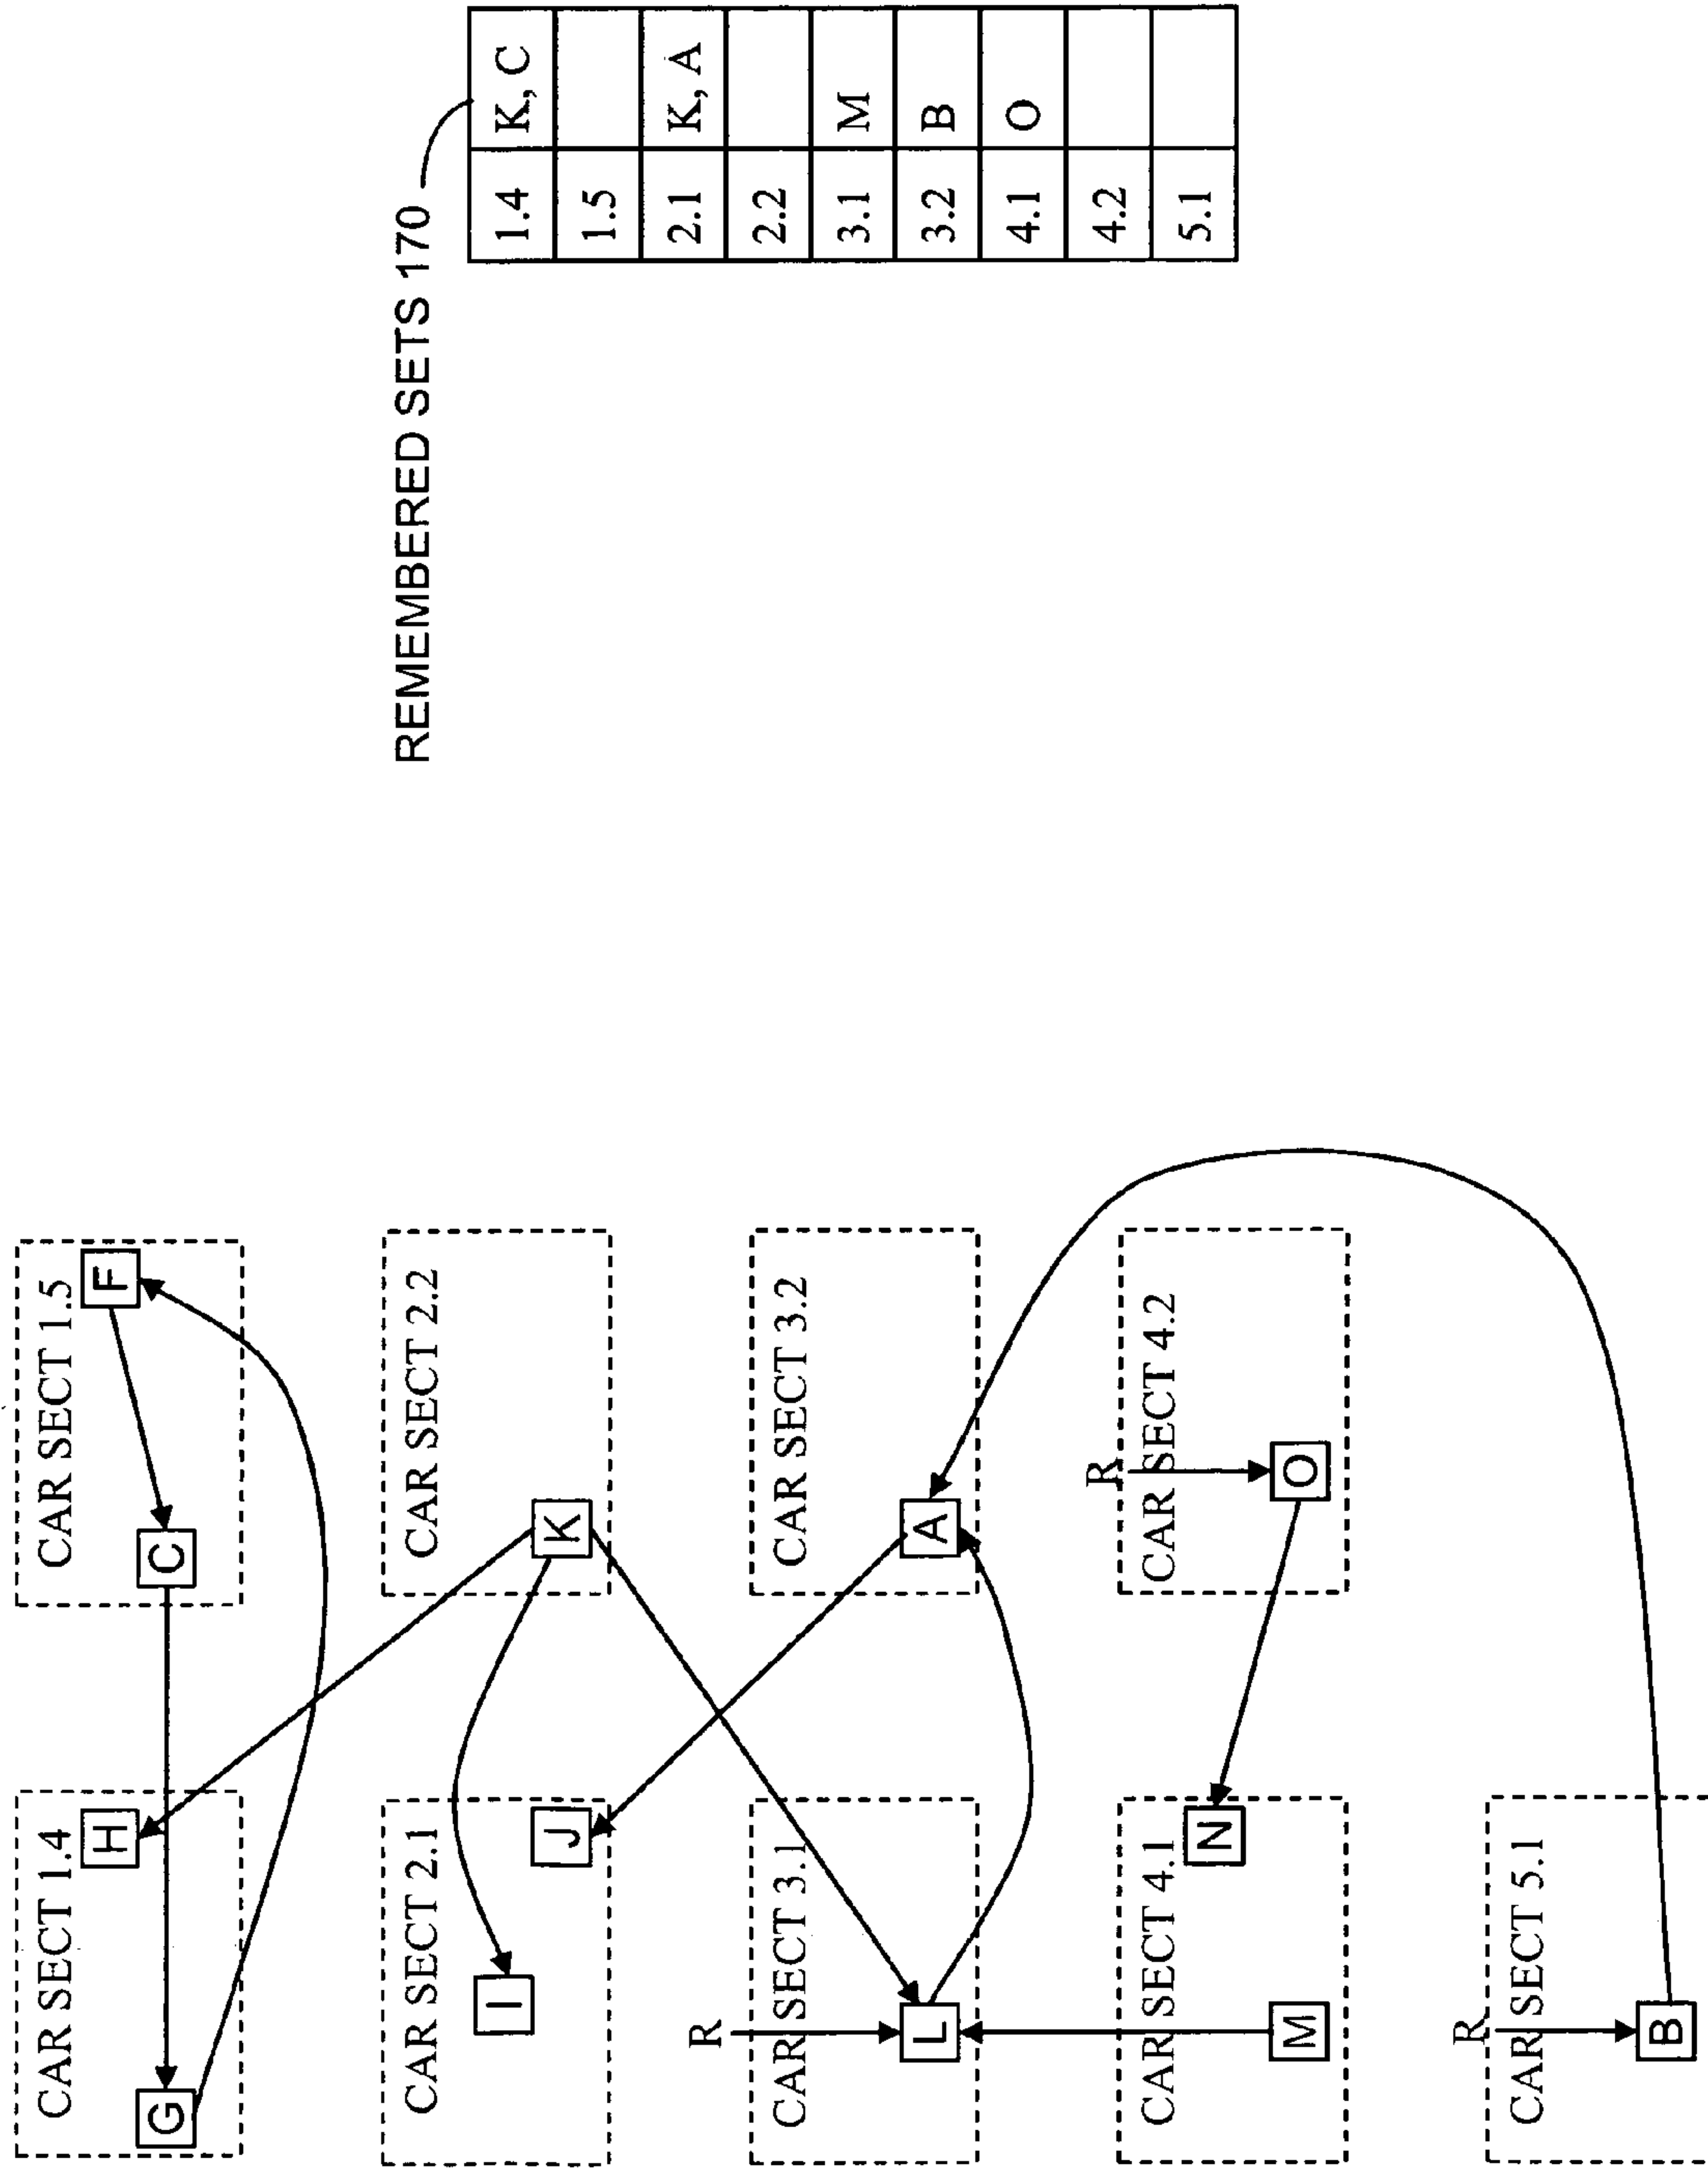 CAR SECT 1.4
H
G
CAR SECT 1.5
F
C
CAR SECT 2.1
I
J
CAR SECT 2.2
K
R
CAR SECT 3.1
L
CAR SECT 3.2
A
CAR SECT 4.1
N
M
R
CAR SECT 4.2
O
R
CAR SECT 5.1
B
REMEMBERED SETS 170
1.4 K, C
1.5
2.1 K, A
2.2
3.1 M
3.2 B
4.1 O
4.2
5.1